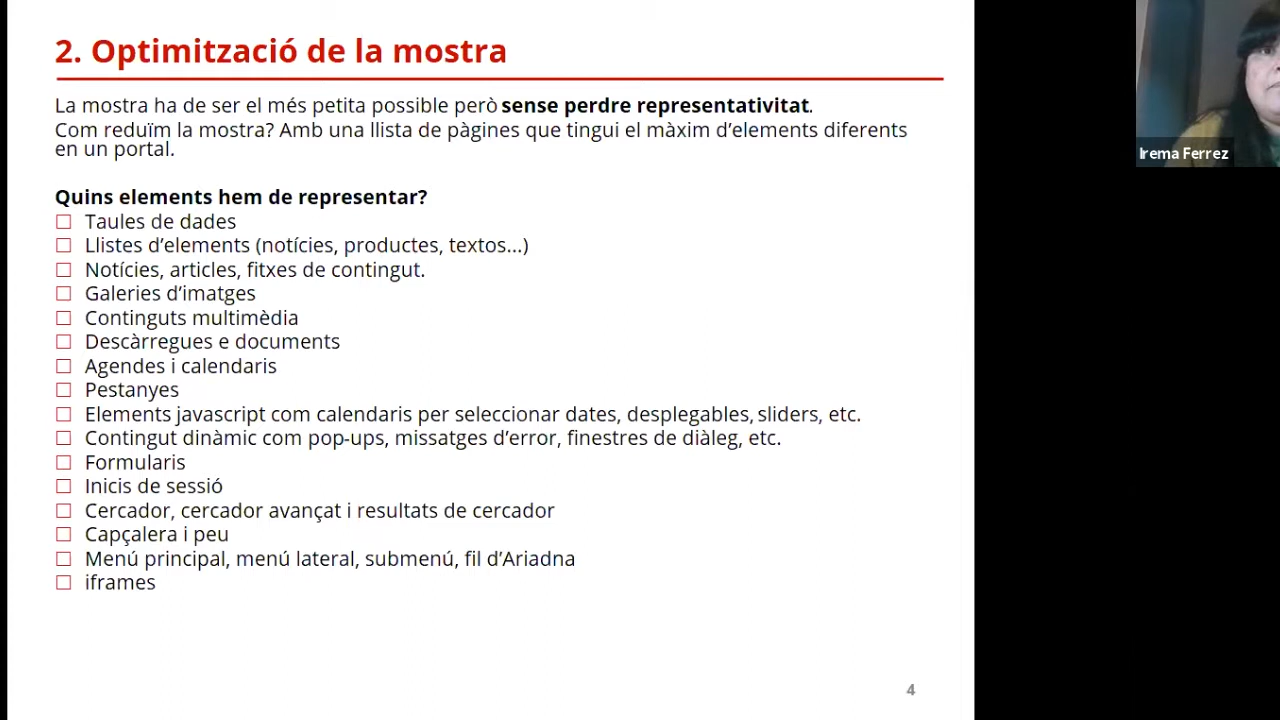 2. Optimització de la mostra
La mostra ha de ser el més petita possible però sense perdre representativitat.
Com reduïm la mostra? Amb una llista de pàgines que tingui el màxim d’elements diferents
en un portal.
Quins elements hem de representar?
Taules de dades
Llistes d’elements (notícies, productes, textos...)
Notícies, articles, fitxes de contingut.
Galeries d’imatges
Continguts multimèdia
Descàrregues e documents
Agendes i calendaris
Pestanyes
Elements javascript com calendaris per seleccionar dates, desplegables, sliders, etc.
Contingut dinàmic com pop-ups, missatges d’error, finestres de diàleg, etc.
Formularis
Inicis de sessió
Cercador, cercador avançat i resultats de cercador
Capçalera i peu
Menú principal, menú lateral, submenú, fil d’Ariadna
iframes
4
Irema Ferrez